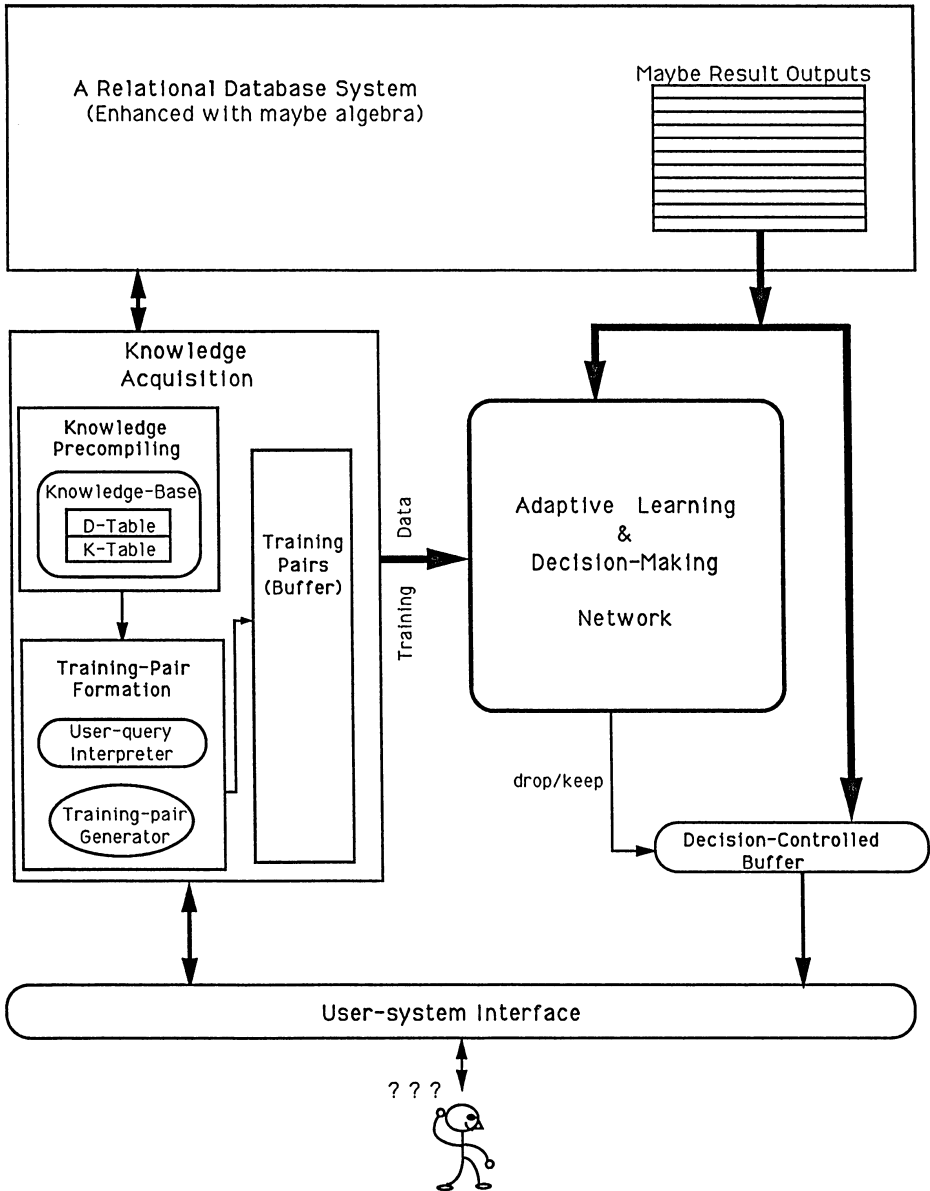 A Relational Database System
(Enhanced with maybe algebra)
Maybe Result Outputs
Knowledge
Acquisition
Knowledge
Precompiling
Knowledge-Base
D-Table
K-Table
Training
Pairs
(Buffer)
Training-Pair
Formation
User-query
Interpreter
Training-pair
Generator
Data
Training
Adaptive Learning
&
Decision-Making
Network
drop/keep
Decision-Controlled
Buffer
User-system Interface
? ? ?